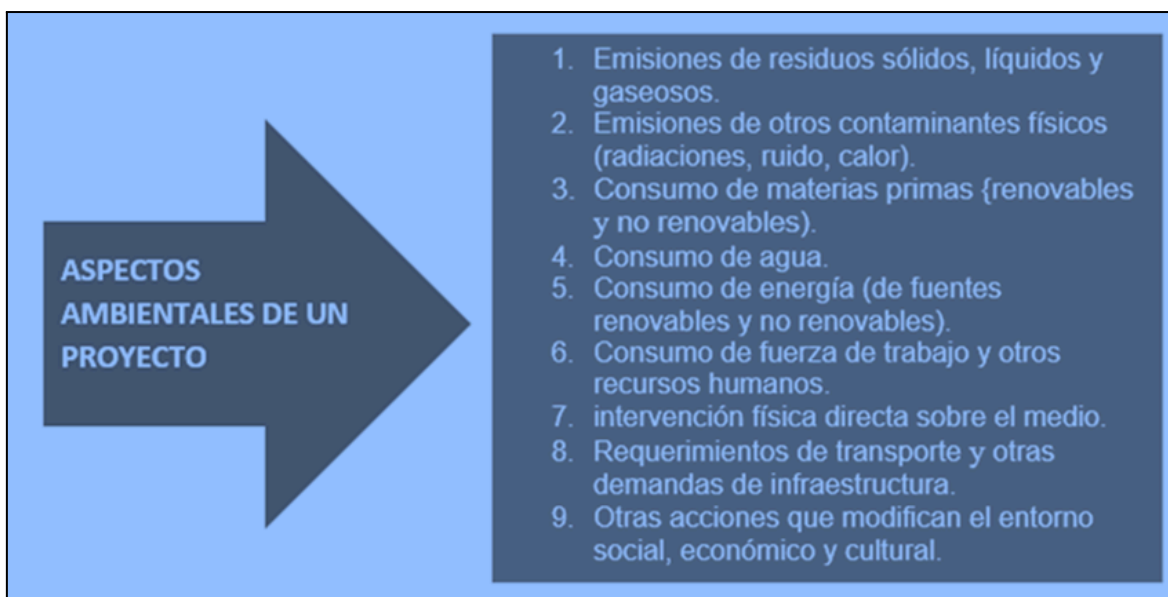 ASPECTOS
AMBIENTALES DE UN
PROYECTO
1. Emisiones de residuos sólidos, líquidos y
gaseosos.
2. Emisiones de otros contaminantes físicos
(radiaciones, ruido, calor).
3. Consumo de materias primas {renovables
y no renovables).
4. Consumo de agua.
5. Consumo de energía (de fuentes
renovables y no renovables).
6. Consumo de fuerza de trabajo y otros
recursos humanos.
7. intervención física directa sobre el medio.
8. Requerimientos de transporte y otras
demandas de infraestructura.
9. Otras acciones que modifican el entorno
social, económico y cultural.